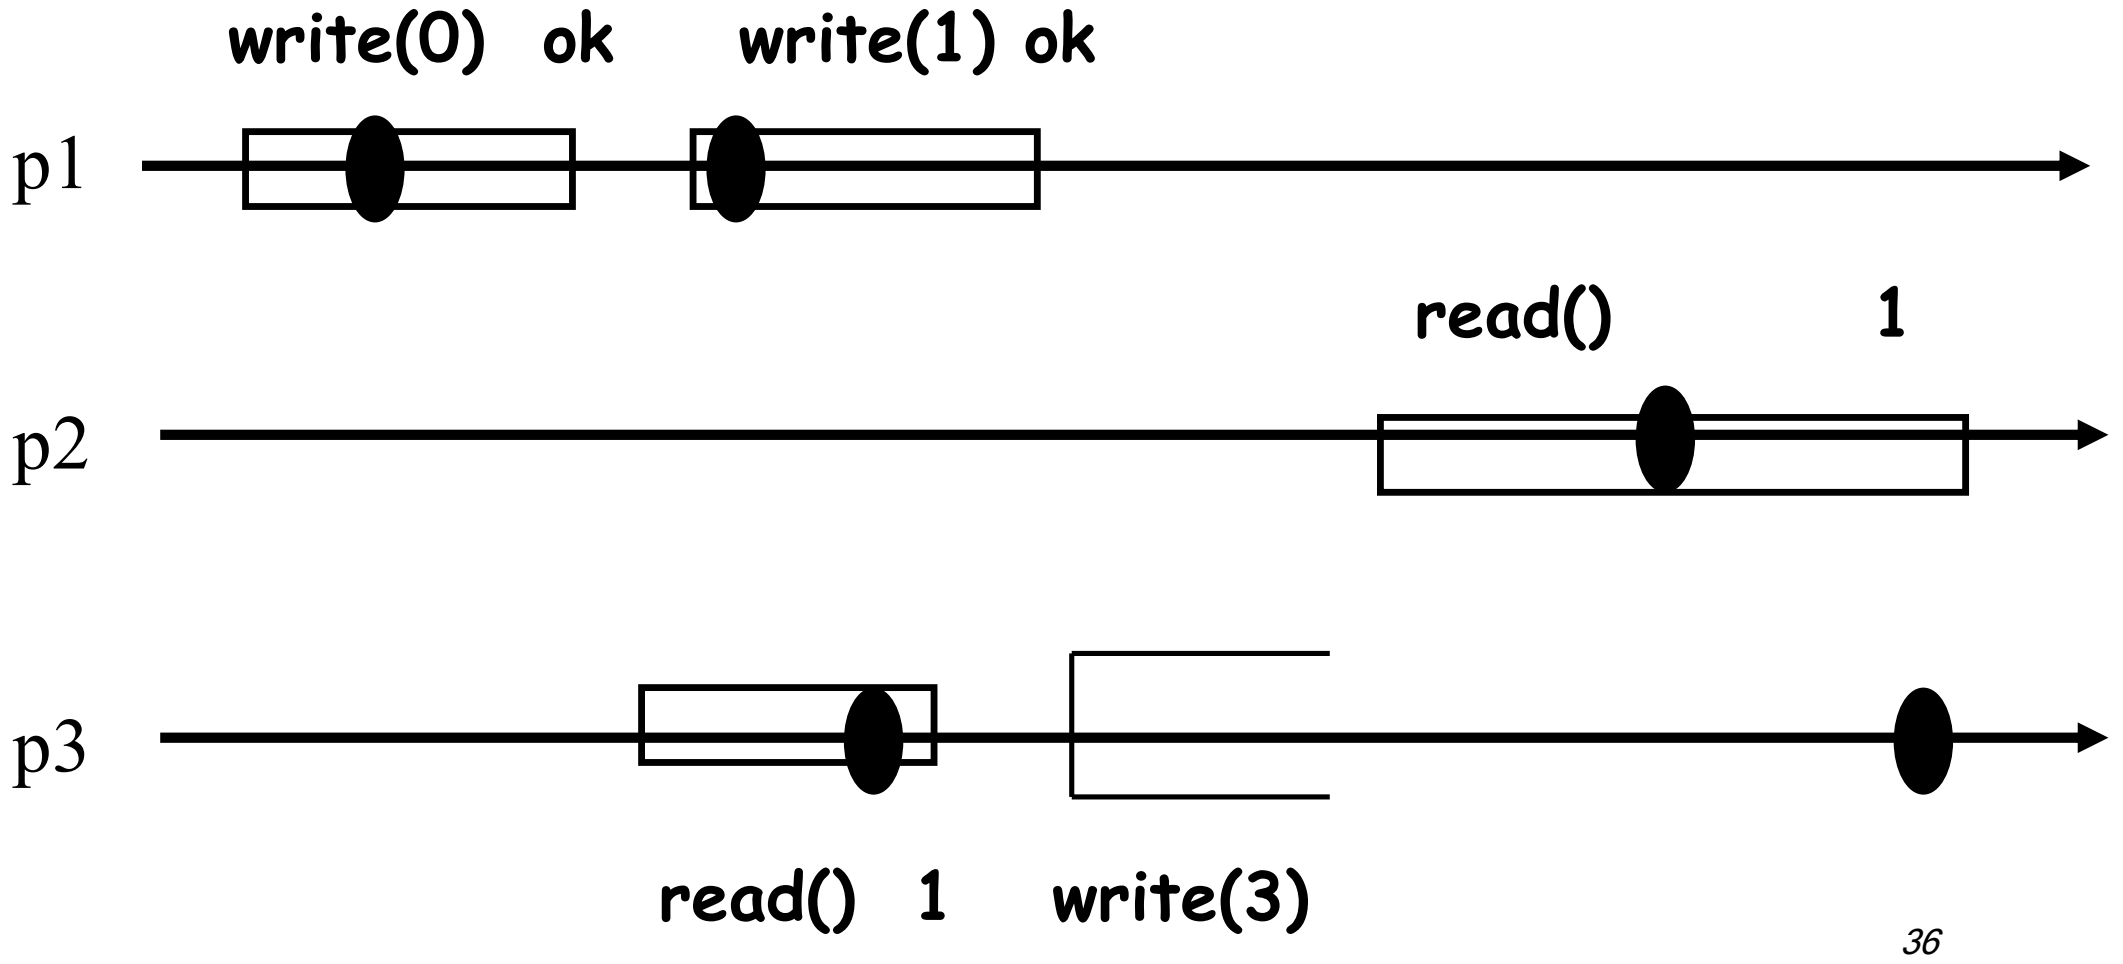 write(0) ok write(1) ok
p1
read() 1
p2
p3
read() 1 write(3)
36